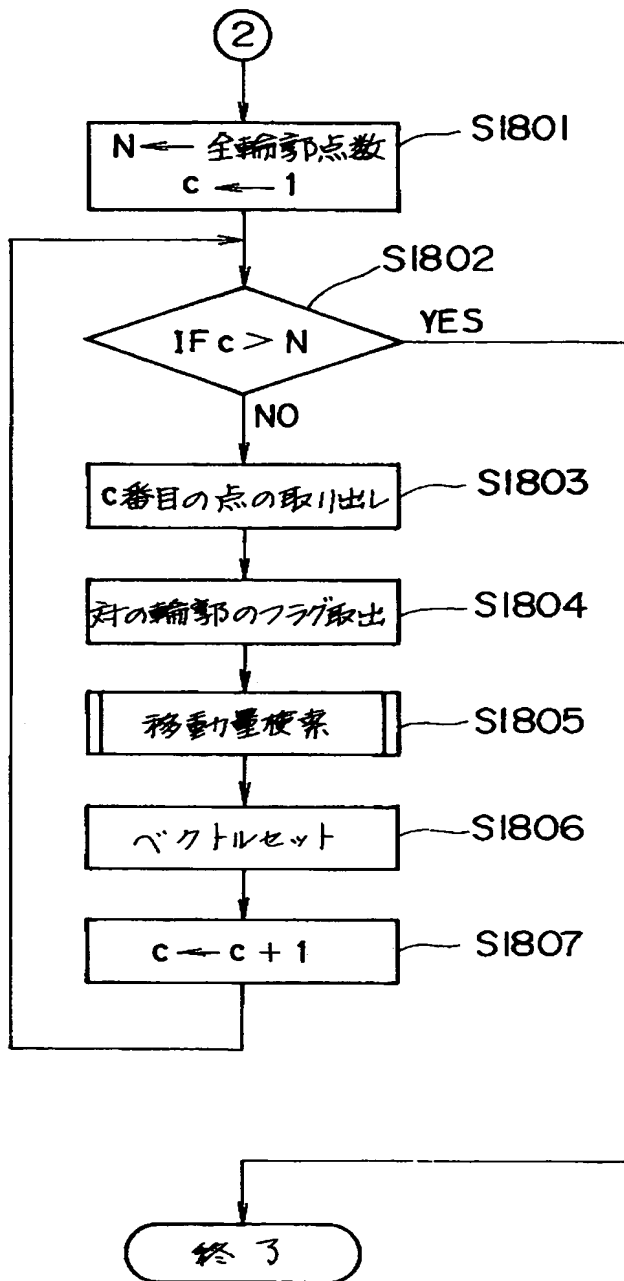 2
N ← 全輪郭点数
c ← 1
S1801
S1802
IF c > N
YES
NO
c番目の点の取り出し
S1803
対の輪郭のフラグ取出
S1804
移動量検索
S1805
ベクトルセット
S1806
c ← c + 1
S1807
終了